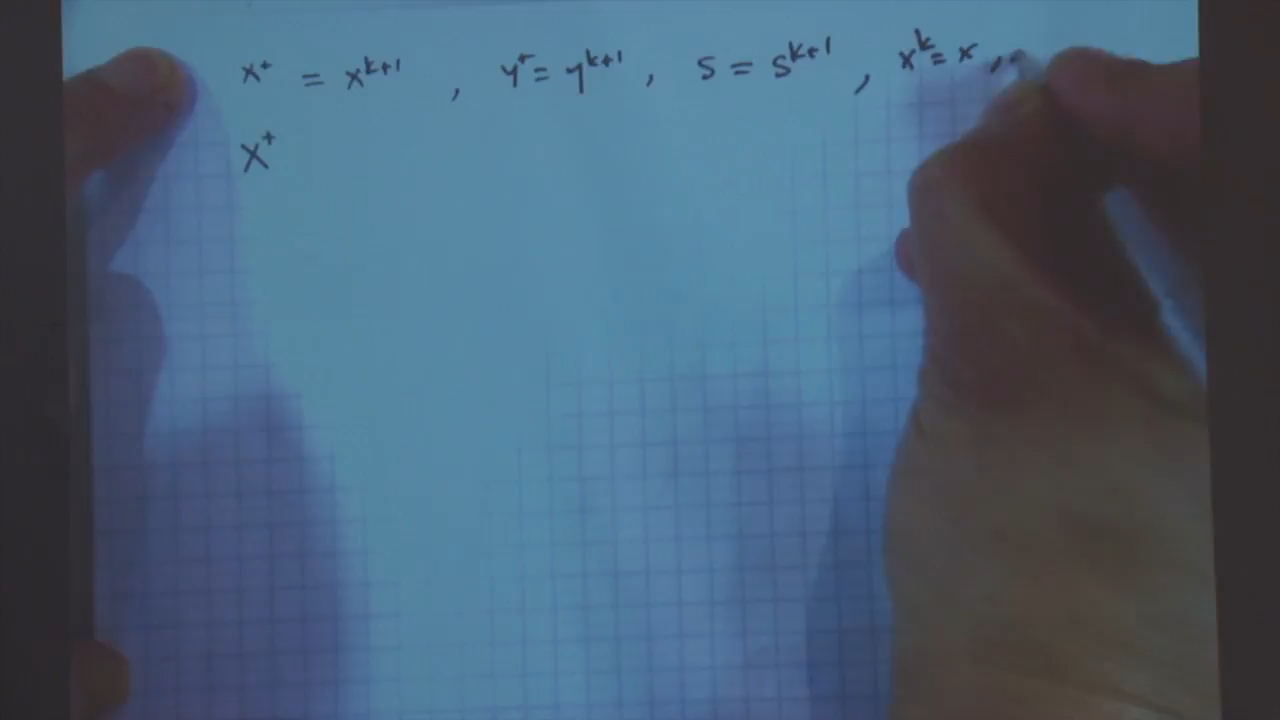 x⁺ = x^{k+1} , y⁺ = y^{k+1} , s = s^{k+1} , x^k = x ,
X⁺